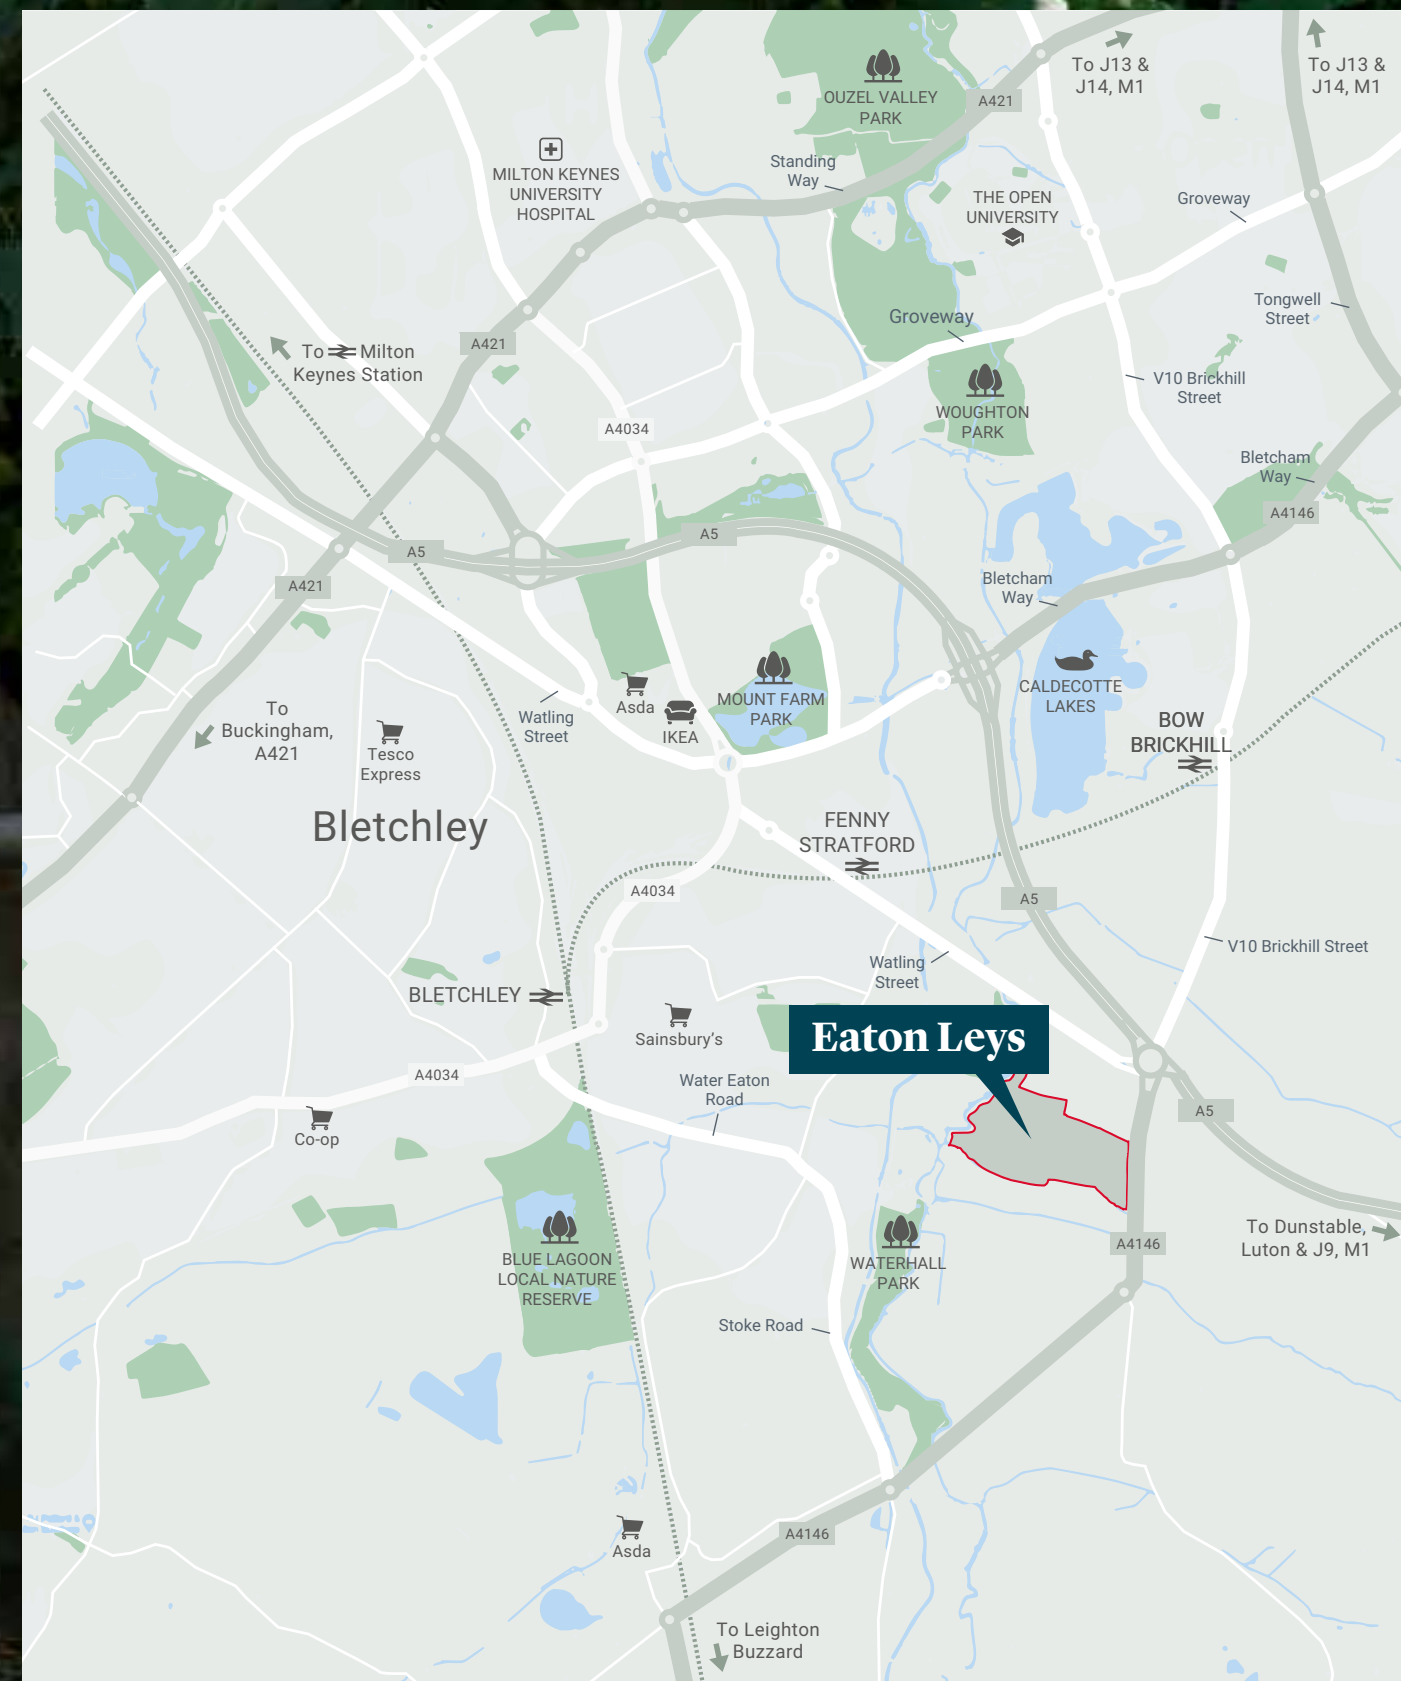 To J13 &
J14, M1
To J13 &
J14, M1
OUZEL VALLEY
PARK
A421
MILTON KEYNES
UNIVERSITY
HOSPITAL
Standing
Way
THE OPEN
UNIVERSITY
Groveway
Tongwell
Street
Groveway
A421
To Milton
Keynes Station
V10 Brickhill
Street
WOUGHTON
PARK
A4034
Bletcham
Way
A4146
A5
A5
A421
Bletcham
Way
CALDECOTTE
LAKES
Asda
IKEA
MOUNT FARM
PARK
Watling
Street
To
Buckingham,
A421
Tesco
Express
BOW
BRICKHILL
Bletchley
FENNY
STRATFORD
A4034
A5
V10 Brickhill Street
Watling
Street
BLETCHLEY
Sainsbury's
Eaton Leys
A4034
Water Eaton
Road
A5
Co-op
To Dunstable,
Luton & J9, M1
A4146
BLUE LAGOON
LOCAL NATURE
RESERVE
WATERHALL
PARK
Stoke Road
A4146
Asda
To Leighton
Buzzard